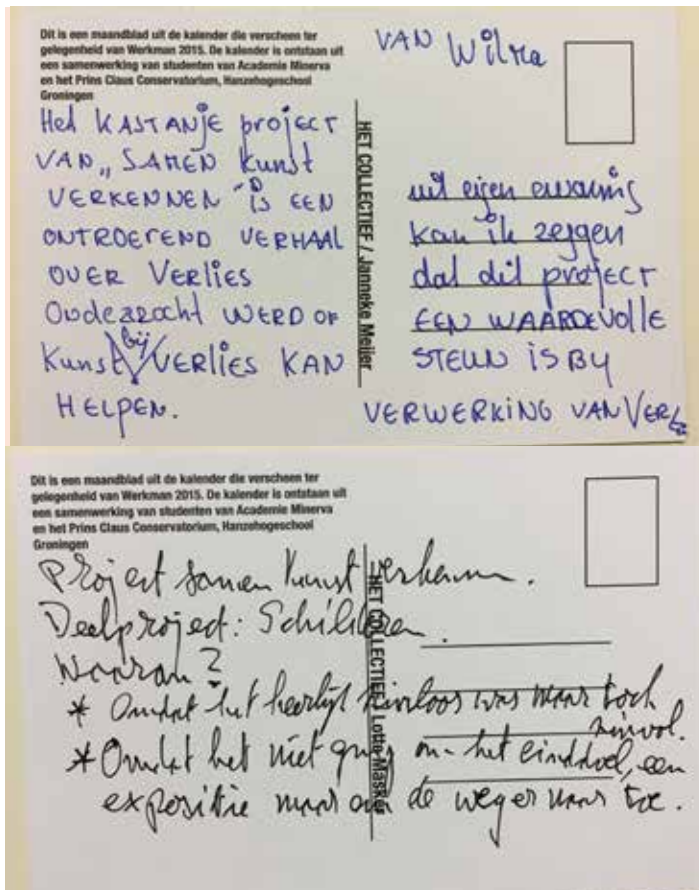 Dit is een maandblad uit de kalender die verscheen ter
gelegenheid van Werkman 2015. De kalender is ontstaan uit
een samenwerking van studenten van Academie Minerva
en het Prins Claus Conservatorium, Hanzehogeschool
Groningen
VAN Wilma
Het KASTANJE project
VAN „ SAMEN Kunst
VERKENNEN" IS EEN
ONTROEREND VERHAAL
OVER Verlies
Onderzocht WERD OF
Kunst bij VERLIES KAN
HELPEN.
HET COLLECTIEF / Janneke Meijer
uit eigen ervaring
kan ik zeggen
dat dit project
EEN WAARDEVOLLE
STEUN IS BY
VERWERKING VAN
Dit is een maandblad uit de kalender die verscheen ter
gelegenheid van Werkman 2015. De kalender is ontstaan uit
een samenwerking van studenten van Academie Minerva
en het Prins Claus Conservatorium, Hanzehogeschool
Groningen
Project samen Kunst verkennen.
Deelproject: Schilderen.
Waarom?
* Omdat het heerlijk zinloos was maar toch
zinvol.
* Omdat het niet ging om het einddoel, een
expositie maar om de weg er naar toe.
HET COLLECTIEF / Lotte Masker